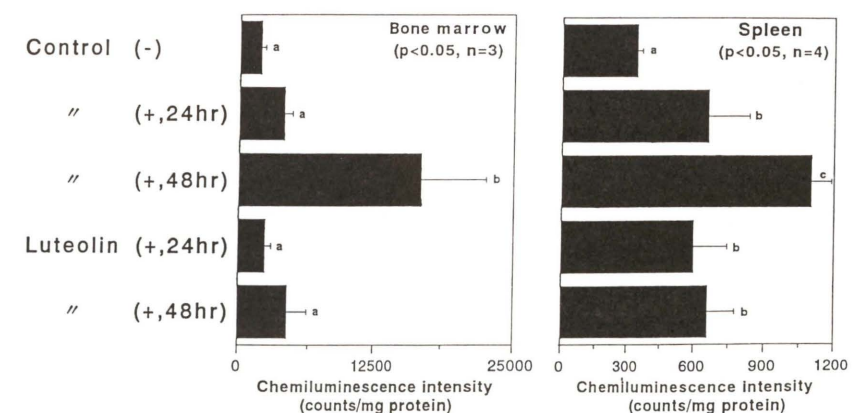 Bone marrow
(p<0.05, n=3)
Spleen
(p<0.05, n=4)
Control (-) a a
〃 (+,24hr) a b
〃 (+,48hr) b c
Luteolin (+,24hr) a b
〃 (+,48hr) a b
0 12500 25000 0 300 600 900 1200
Chemiluminescence intensity
(counts/mg protein)
Chemiluminescence intensity
(counts/mg protein)